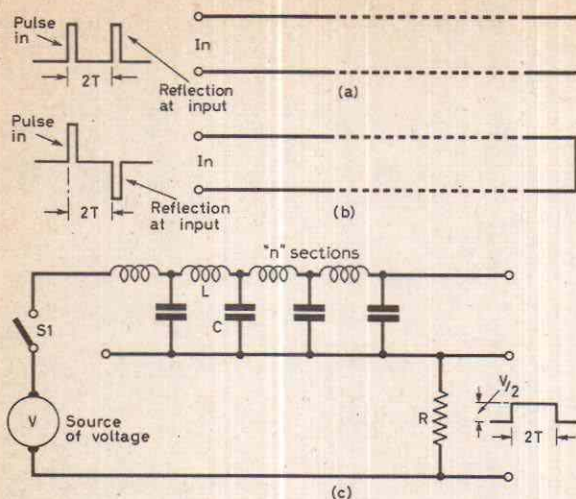 Pulse
in
2T
Reflection
at input
In
(a)
Pulse
in
2T
Reflection
at input
In
(b)
"n" sections
L
C
S1
V
Source
of voltage
R
V/2
2T
(c)